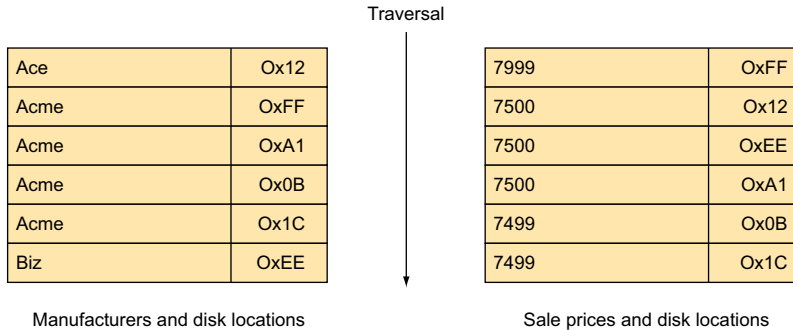 Traversal
Ace Ox12
Acme OxFF
Acme OxA1
Acme Ox0B
Acme Ox1C
Biz OxEE
Manufacturers and disk locations
7999 OxFF
7500 Ox12
7500 OxEE
7500 OxA1
7499 Ox0B
7499 Ox1C
Sale prices and disk locations